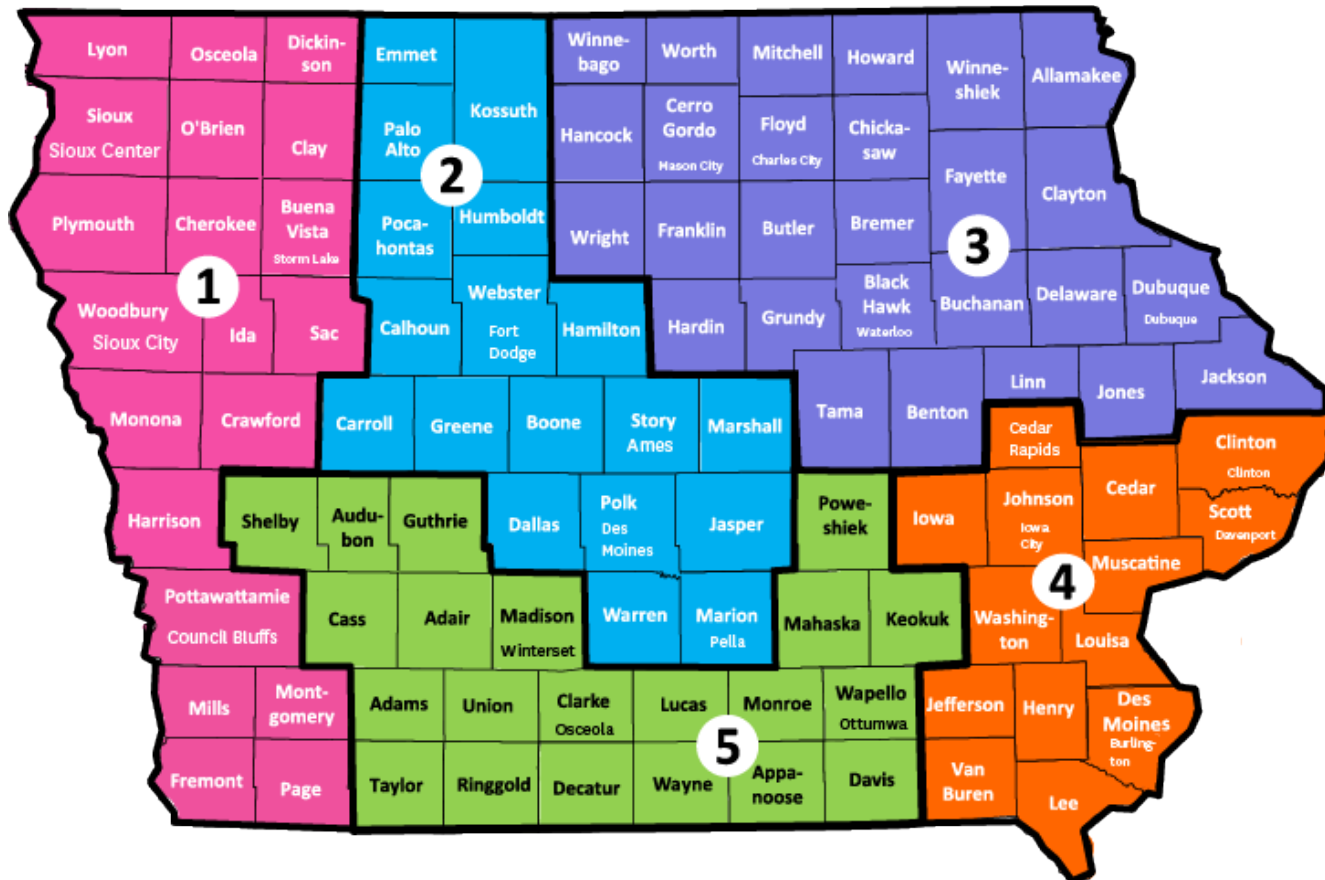 Lyon
Osceola
Dickin-
son
Emmet
Kossuth
Winne-
bago
Worth
Mitchell
Howard
Winne-
shiek
Allamakee
Sioux
Sioux Center
O'Brien
Clay
Palo
Alto
2
Hancock
Cerro
Gordo
Mason City
Floyd
Charles City
Chicka-
saw
Fayette
Clayton
Plymouth
Cherokee
Buena
Vista
Storm Lake
Poca-
hontas
Humboldt
Wright
Franklin
Butler
Bremer
3
1
Woodbury
Sioux City
Ida
Sac
Calhoun
Webster
Fort
Dodge
Hamilton
Hardin
Grundy
Black
Hawk
Waterloo
Buchanan
Delaware
Dubuque
Dubuque
Monona
Crawford
Carroll
Greene
Boone
Story
Ames
Marshall
Tama
Benton
Linn
Cedar
Rapids
Jones
Jackson
Harrison
Shelby
Audu-
bon
Guthrie
Dallas
Polk
Des
Moines
Jasper
Powe-
shiek
Iowa
Johnson
Iowa
City
Cedar
Clinton
Clinton
Scott
Davenport
Muscatine
4
Pottawattamie
Council Bluffs
Cass
Adair
Madison
Winterset
Warren
Marion
Pella
Mahaska
Keokuk
Washing-
ton
Louisa
Mills
Mont-
gomery
Adams
Union
Clarke
Osceola
Lucas
Monroe
Wapello
Ottumwa
Jefferson
Henry
Des
Moines
Burling-
ton
5
Fremont
Page
Taylor
Ringgold
Decatur
Wayne
Appa-
noose
Davis
Van
Buren
Lee